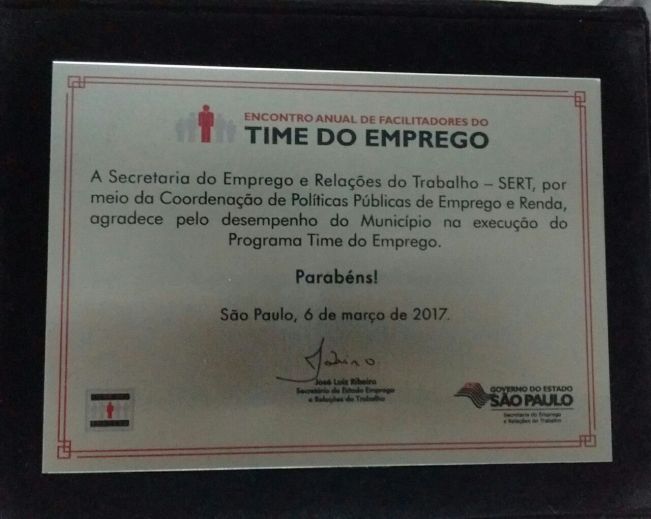 ENCONTRO ANUAL DE FACILITADORES DO
TIME DO EMPREGO
A Secretaria do Emprego e Relações do Trabalho – SERT, por
meio da Coordenação de Políticas Públicas de Emprego e Renda,
agradece pelo desempenho do Município na execução do
Programa Time do Emprego.
Parabéns!
São Paulo, 6 de março de 2017.
José Luiz Ribeiro
Secretário de Estado Emprego
e Relações do Trabalho
GOVERNO DO ESTADO
SÃO PAULO
Secretaria do Emprego
e Relações do Trabalho